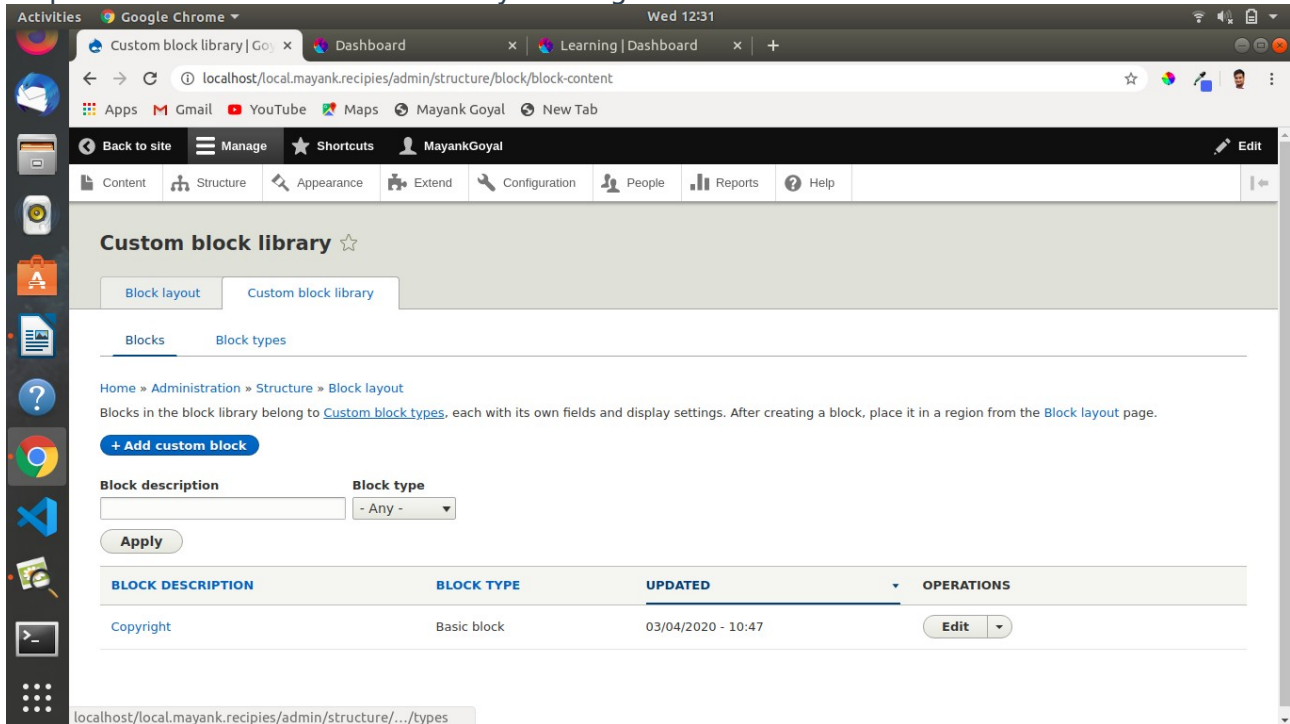 Activities Google Chrome Wed 12:31
Custom block library | Goy Dashboard Learning | Dashboard
localhost/local.mayank.recipies/admin/structure/block/block-content
Apps Gmail YouTube Maps Mayank Goyal New Tab
Back to site Manage Shortcuts MayankGoyal Edit
Content Structure Appearance Extend Configuration People Reports Help
Custom block library
Block layout Custom block library
Blocks Block types
Home » Administration » Structure » Block layout
Blocks in the block library belong to Custom block types, each with its own fields and display settings. After creating a block, place it in a region from the Block layout page.
+ Add custom block
Block description Block type
- Any -
Apply
BLOCK DESCRIPTION BLOCK TYPE UPDATED OPERATIONS
Copyright Basic block 03/04/2020 - 10:47 Edit
localhost/local.mayank.recipies/admin/structure/.../types